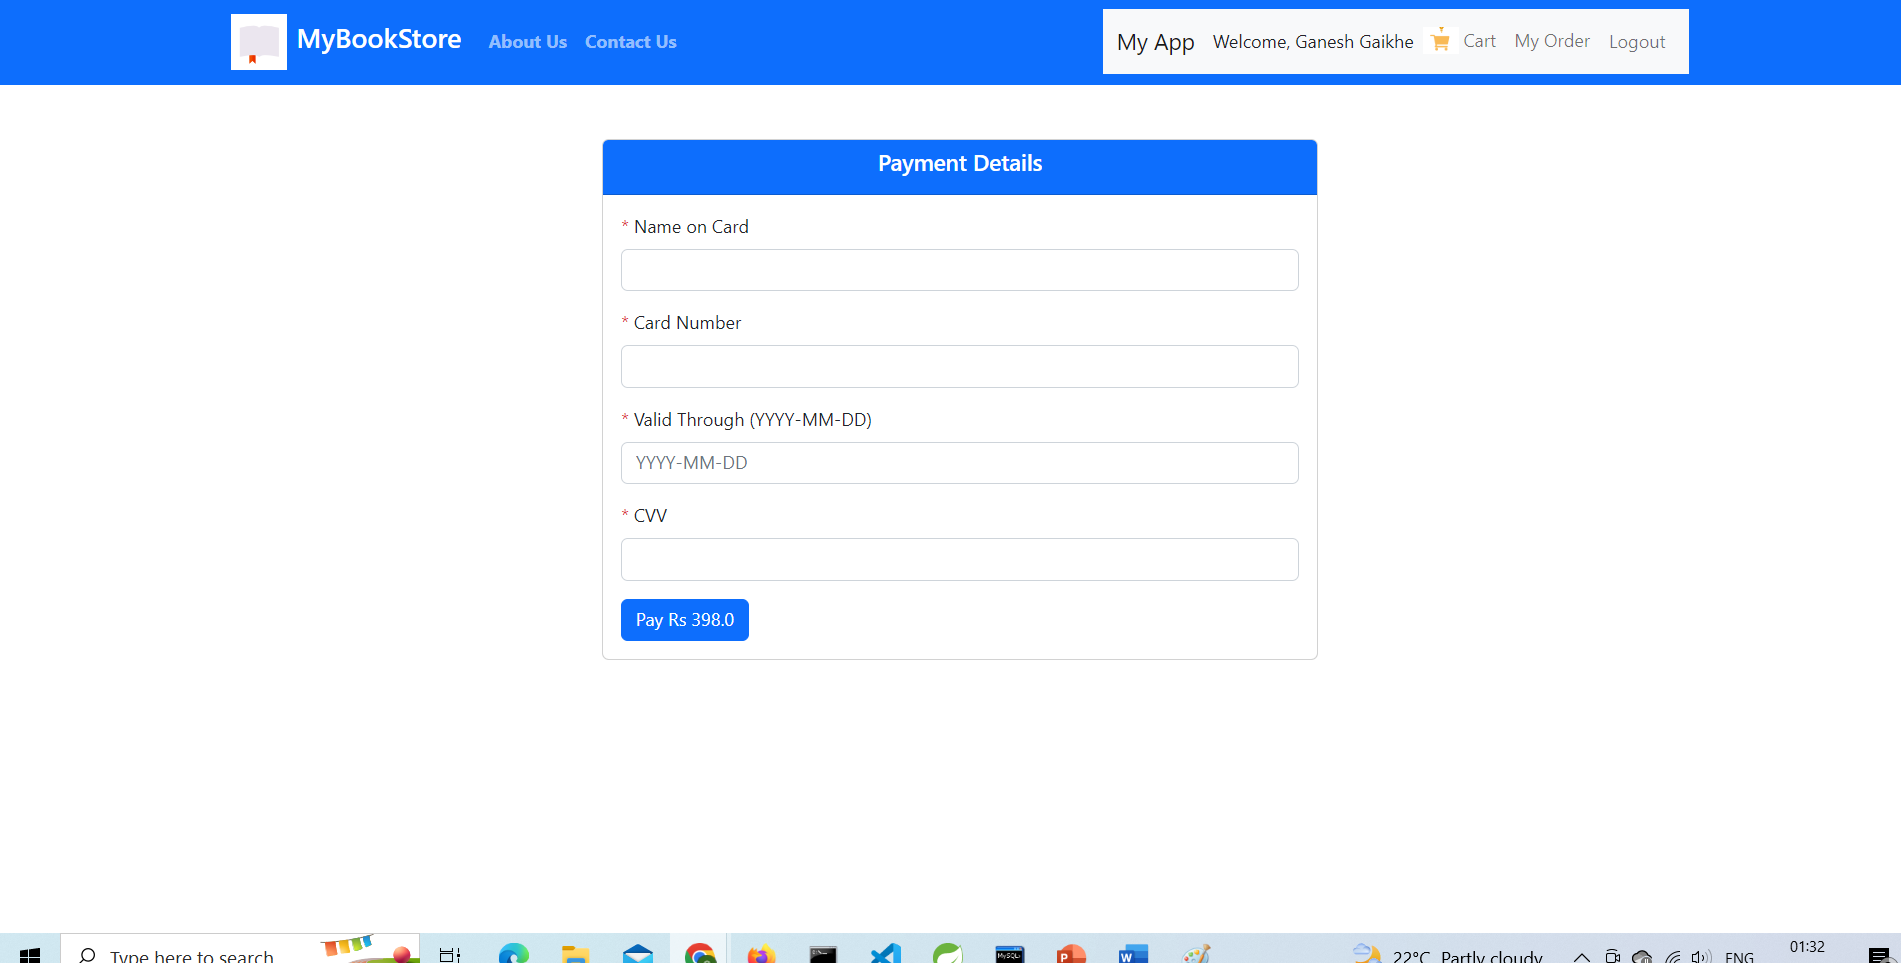 MyBookStore About Us Contact Us
My App Welcome, Ganesh Gaikhe Cart My Order Logout
Payment Details
* Name on Card
* Card Number
* Valid Through (YYYY-MM-DD)
YYYY-MM-DD
* CVV
Pay Rs 398.0
Type here to search
MySQL
P
W
22°C Partly cloudy
ENG
01:32